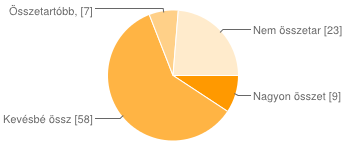 Összetartóbb, [7]
Nem összetar [23]
Nagyon összet [9]
Kevésbé össz [58]